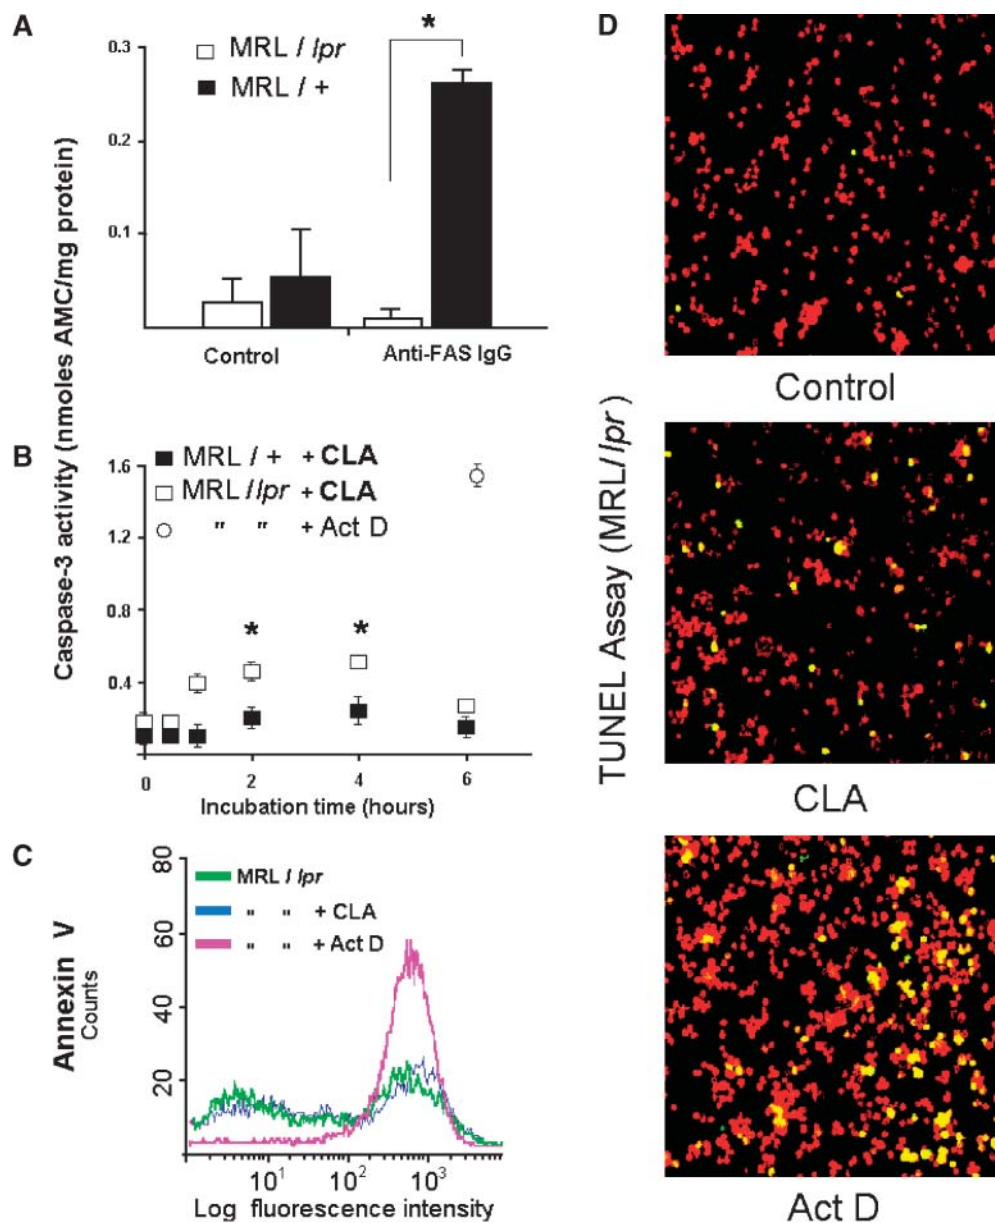 A
*
MRL / lpr
MRL / +
0.3
0.2
0.1
Control
Anti-FAS IgG
Caspase-3 activity (nmoles AMC/mg protein)
B
MRL / + + CLA
MRL / lpr + CLA
" " + Act D
1.6
1.2
0.8
0.4
* *
0 2 4 6
Incubation time (hours)
C
MRL / lpr
" " + CLA
" " + Act D
80
60
40
20
Annexin V
Counts
10¹ 10² 10³
Log fluorescence intensity
D
TUNEL Assay (MRL/lpr)
Control
CLA
Act D